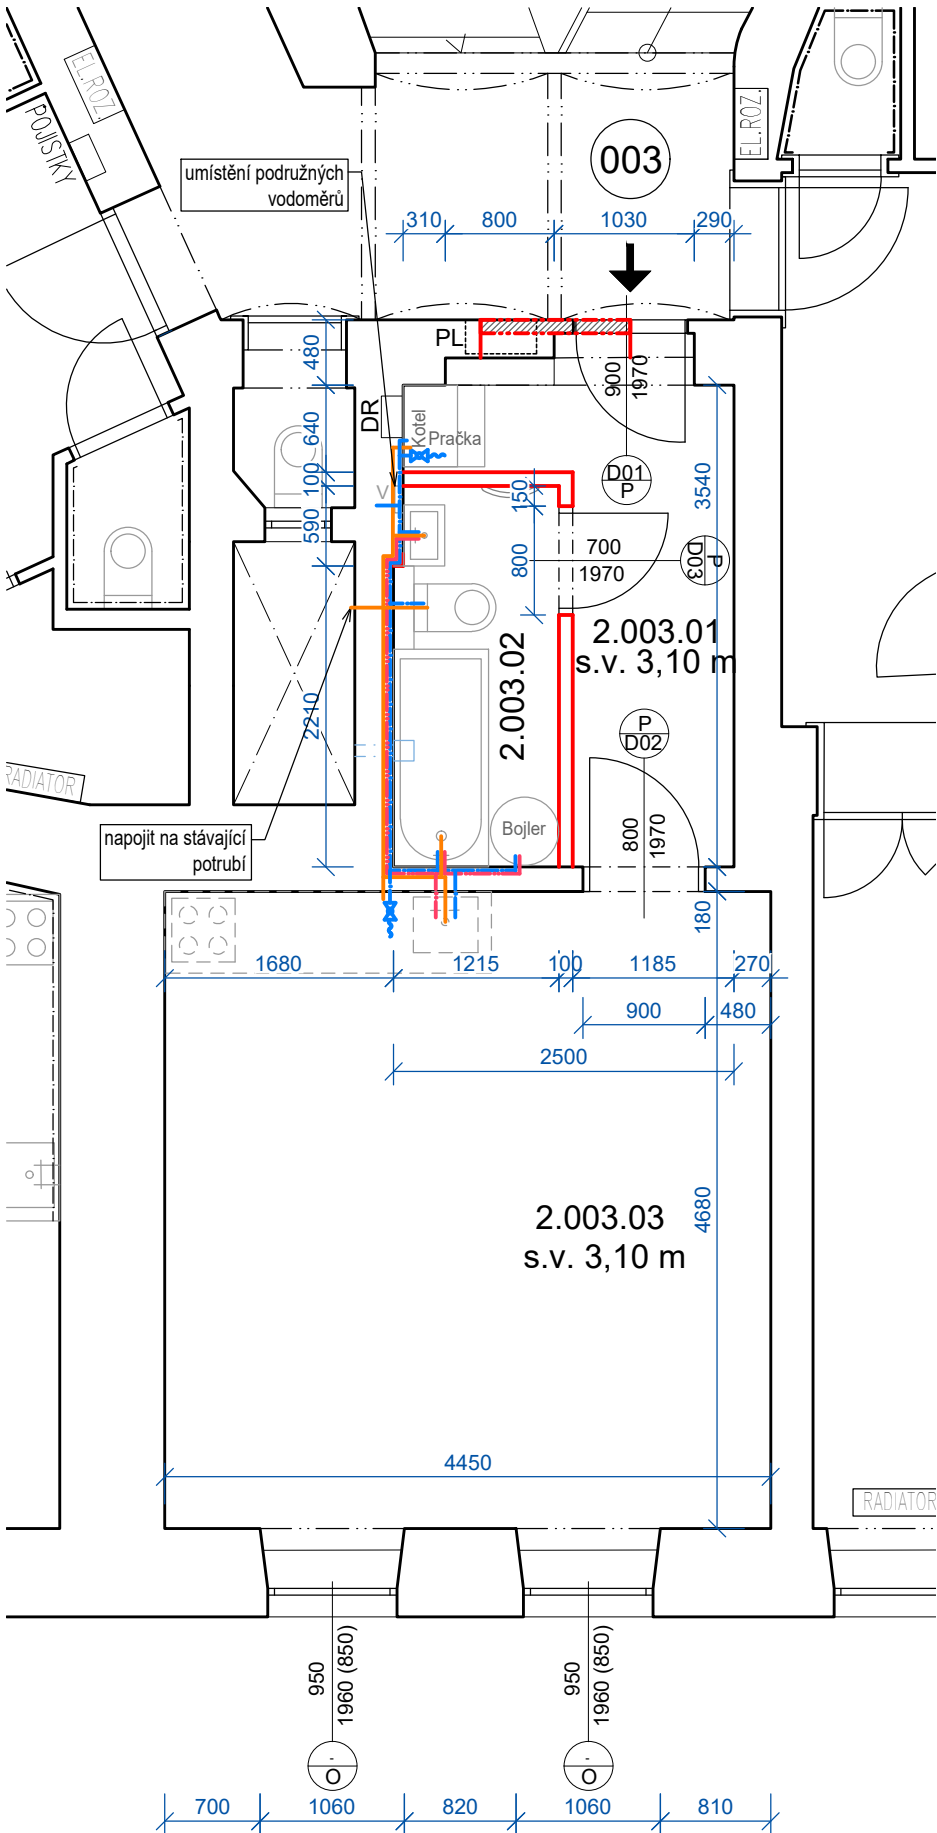 EL.ROZ.
POJISTKY
umístění podružných
vodoměrů
003
EL.ROZ.
310
800
1030
290
PL
480
900
1970
DR
Kotel
Pračka
640
D01
P
100
V
150
3540
590
800
700
1970
P
D03
2.003.01
s.v. 3,10 m
2.003.02
2210
P
D02
RADIATOR
napojit na stávající
potrubí
Bojler
800
1970
180
1680
1215
100
1185
270
900
480
2500
2.003.03
s.v. 3,10 m
4680
4450
RADIATOR
950
1960 (850)
950
1960 (850)
-
O
-
O
700
1060
820
1060
810